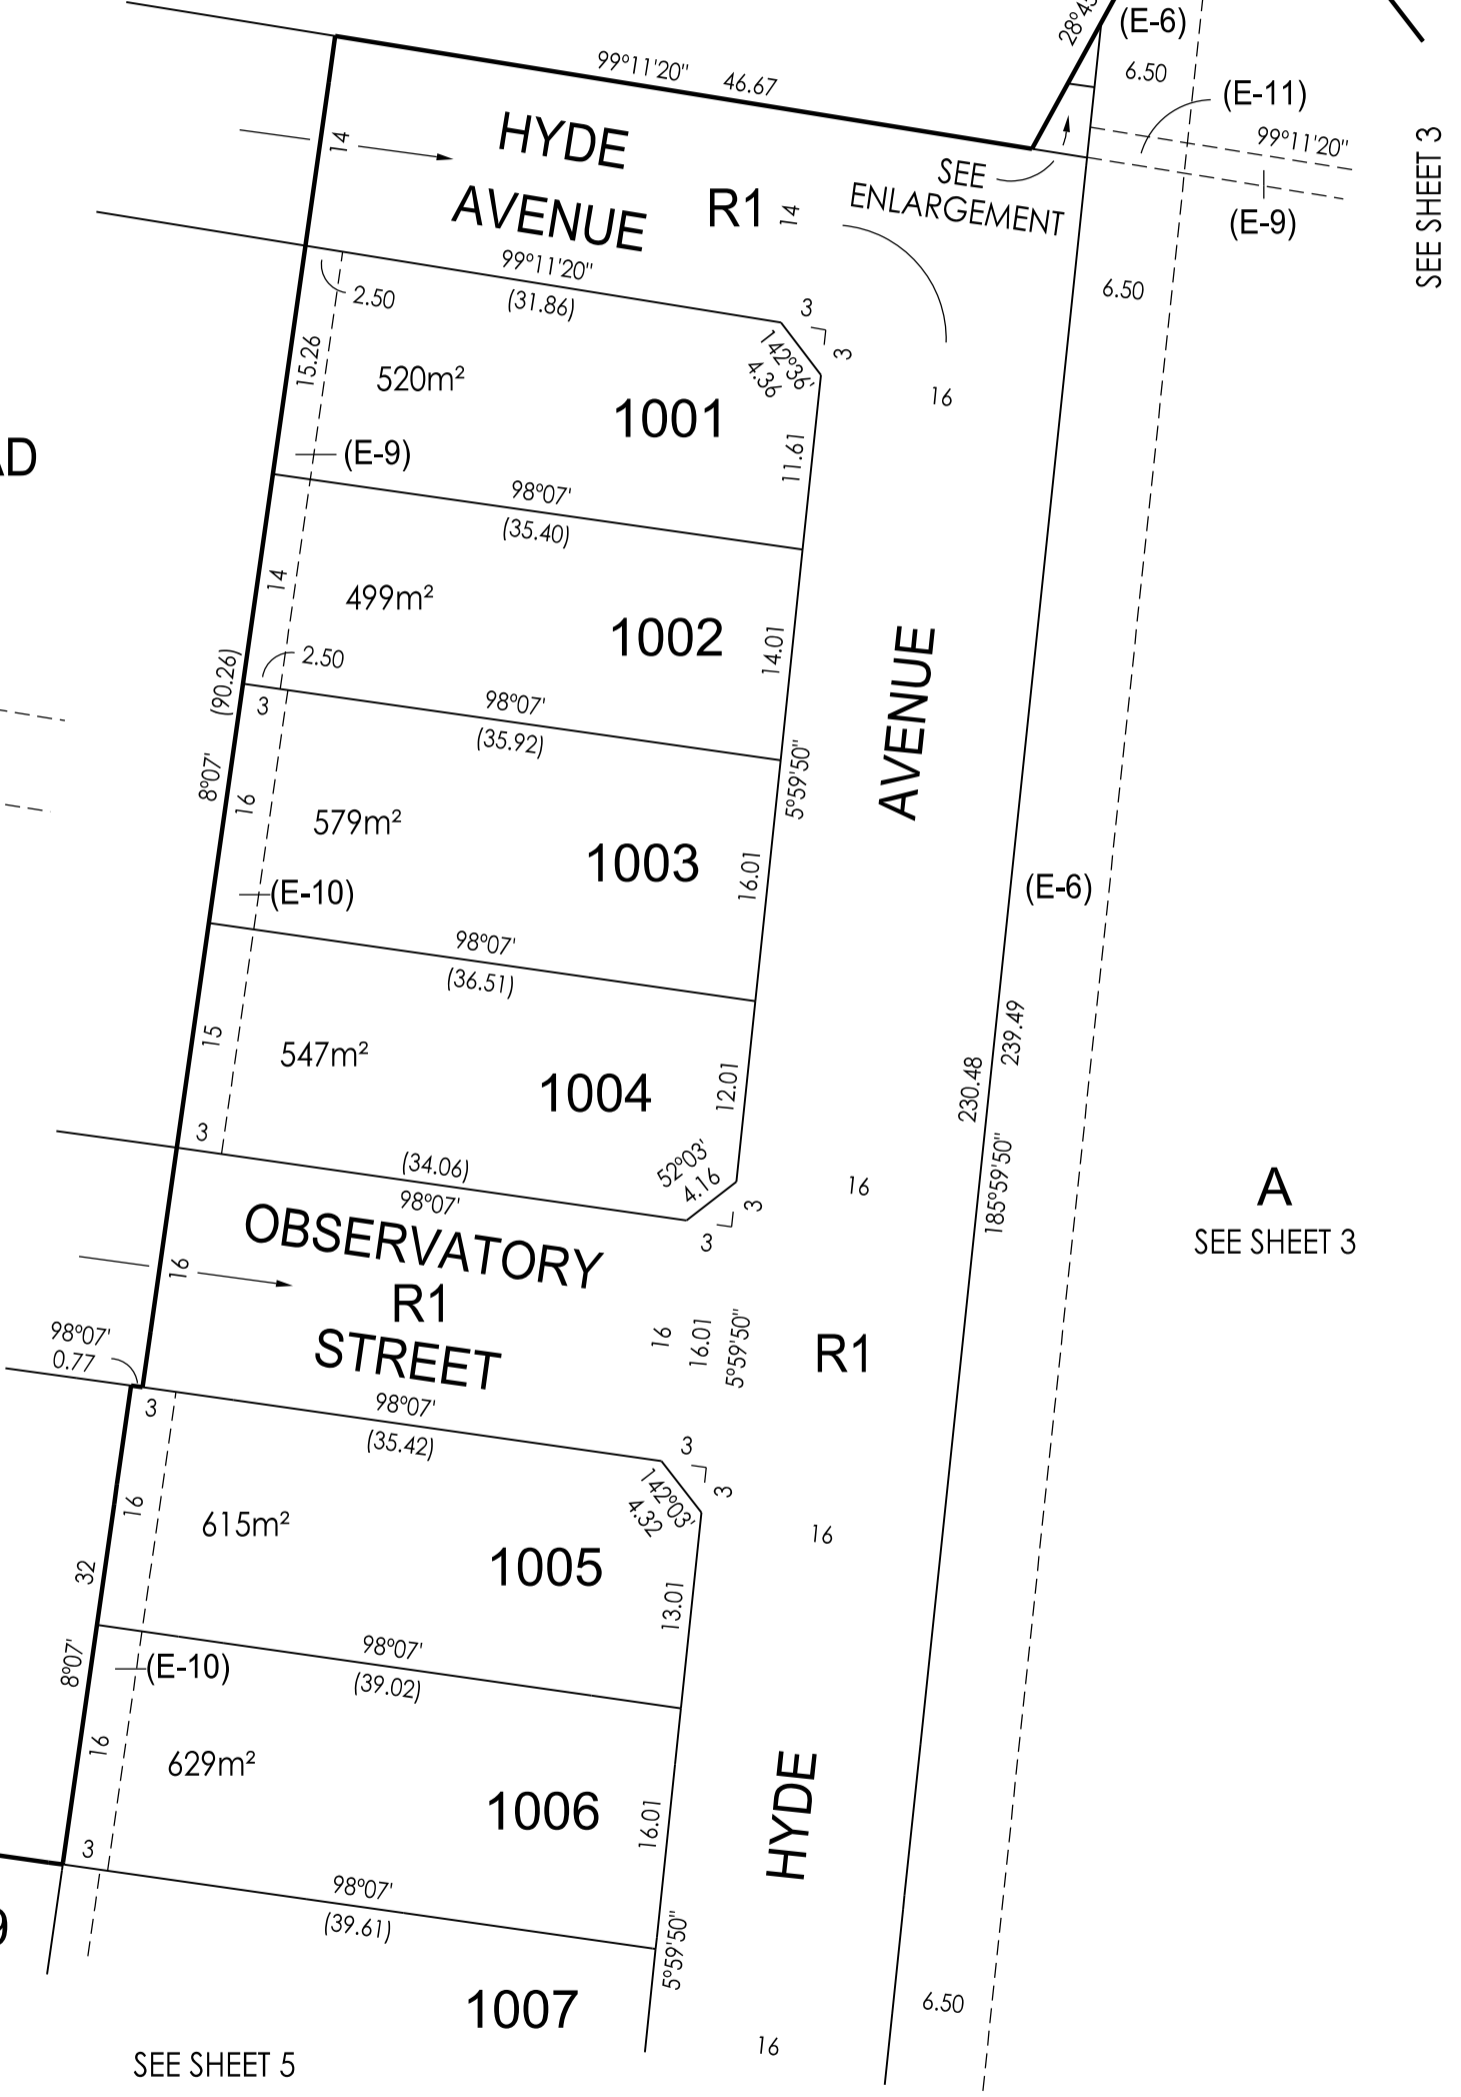 28°45
(E-6)
6.50
99°11'20" 46.67
(E-11)
99°11'20"
(E-9)
SEE SHEET 3
14
HYDE
AVENUE
R1
14
SEE
ENLARGEMENT
99°11'20"
(31.86)
2.50
6.50
3
3
142°36'
4.36
15.26
520m²
1001
11.61
16
AD
(E-9)
98°07'
(35.40)
14
499m²
1002
14.01
2.50
(90.26)
3
98°07'
(35.92)
AVENUE
8°07'
16
579m²
1003
5°59'50"
16.01
(E-10)
(E-6)
98°07'
(36.51)
15
547m²
1004
12.01
239.49
230.48
185°59'50"
3
(34.06)
98°07'
52°03'
4.16
3
3
16
A
SEE SHEET 3
OBSERVATORY
R1
STREET
16
98°07'
0.77
16
16.01
5°59'50"
R1
3
98°07'
(35.42)
3
3
142°03'
4.32
16
615m²
1005
13.01
16
32
8°07'
98°07'
(39.02)
(E-10)
16
629m²
1006
16.01
HYDE
3
98°07'
(39.61)
9
5°59'50"
1007
6.50
16
SEE SHEET 5